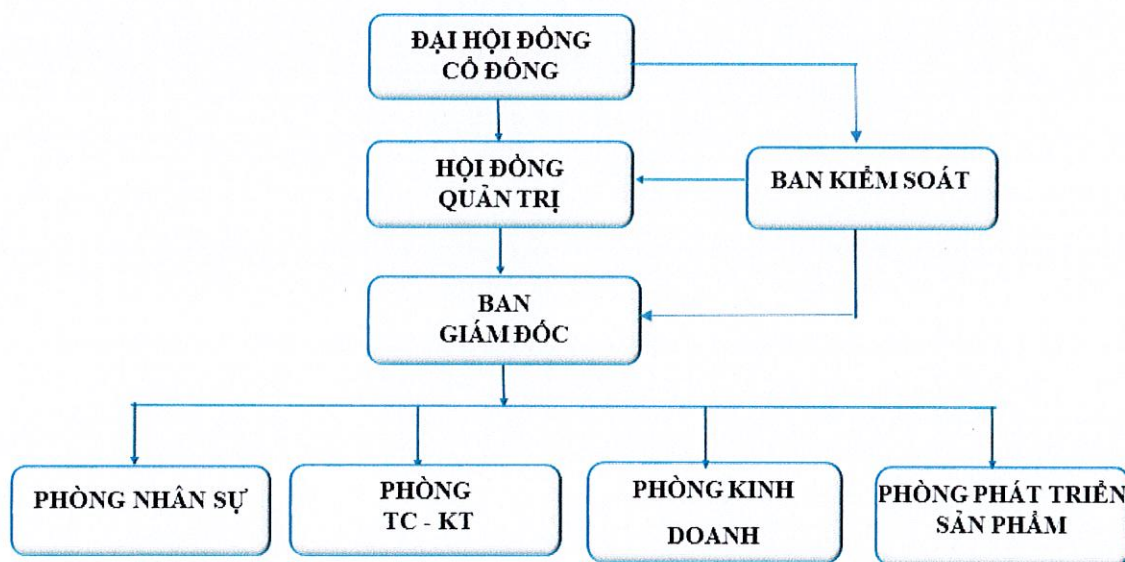 ĐẠI HỘI ĐỒNG
CỔ ĐÔNG
HỘI ĐỒNG
QUẢN TRỊ
BAN KIỂM SOÁT
BAN
GIÁM ĐỐC
PHÒNG NHÂN SỰ
PHÒNG
TC - KT
PHÒNG KINH
DOANH
PHÒNG PHÁT TRIỂN
SẢN PHẨM